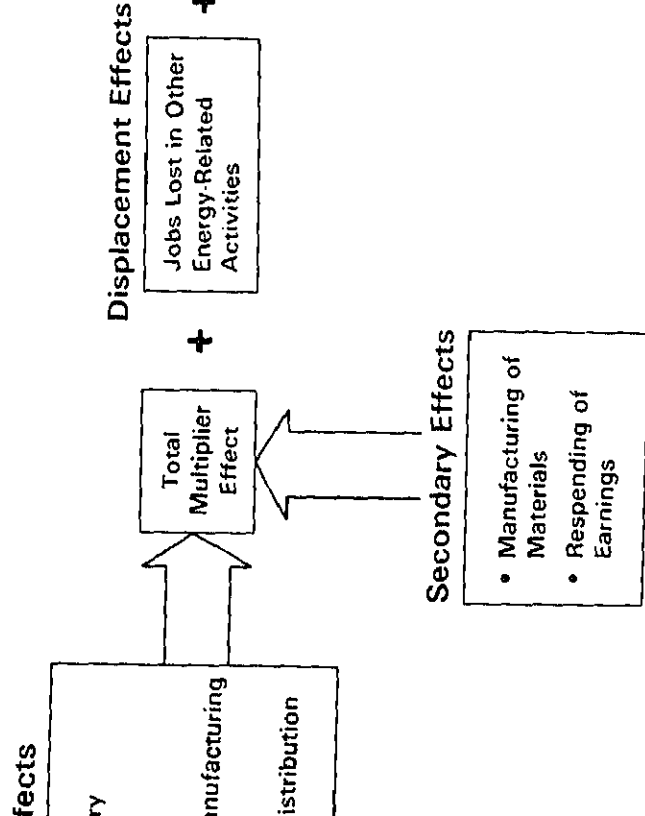 fects
ry
anufacturing
istribution
Total
Multiplier
Effect
+
Displacement Effects
Jobs Lost in Other
Energy-Related
Activities
+
Secondary Effects
• Manufacturing of
Materials
• Respending of
Earnings